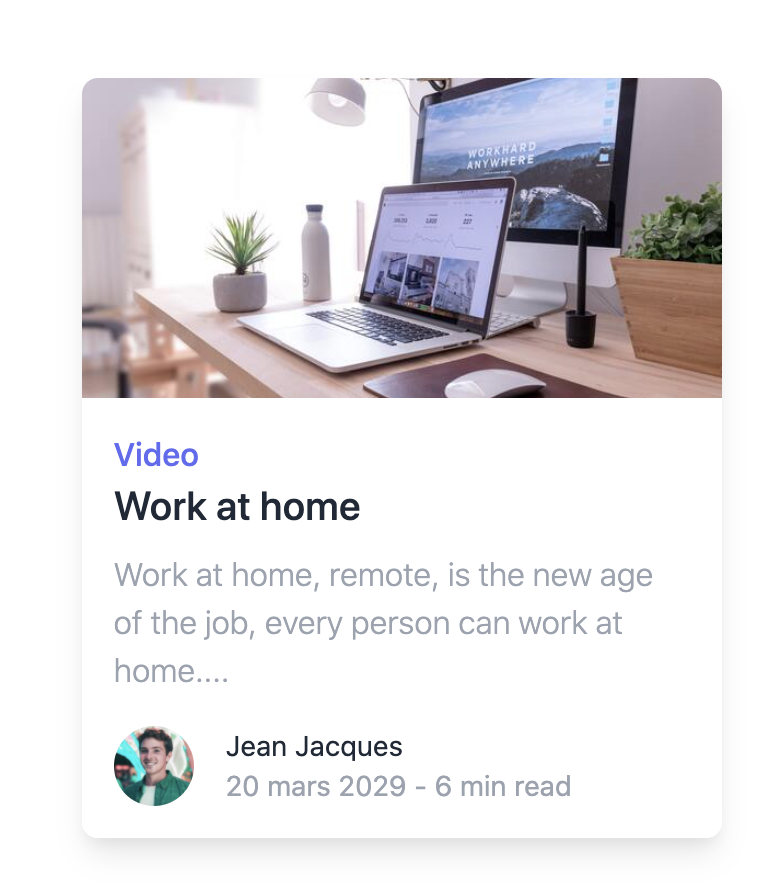 WORKHARD
ANYWHERE
Video
Work at home
Work at home, remote, is the new age
of the job, every person can work at
home....
Jean Jacques
20 mars 2029 - 6 min read